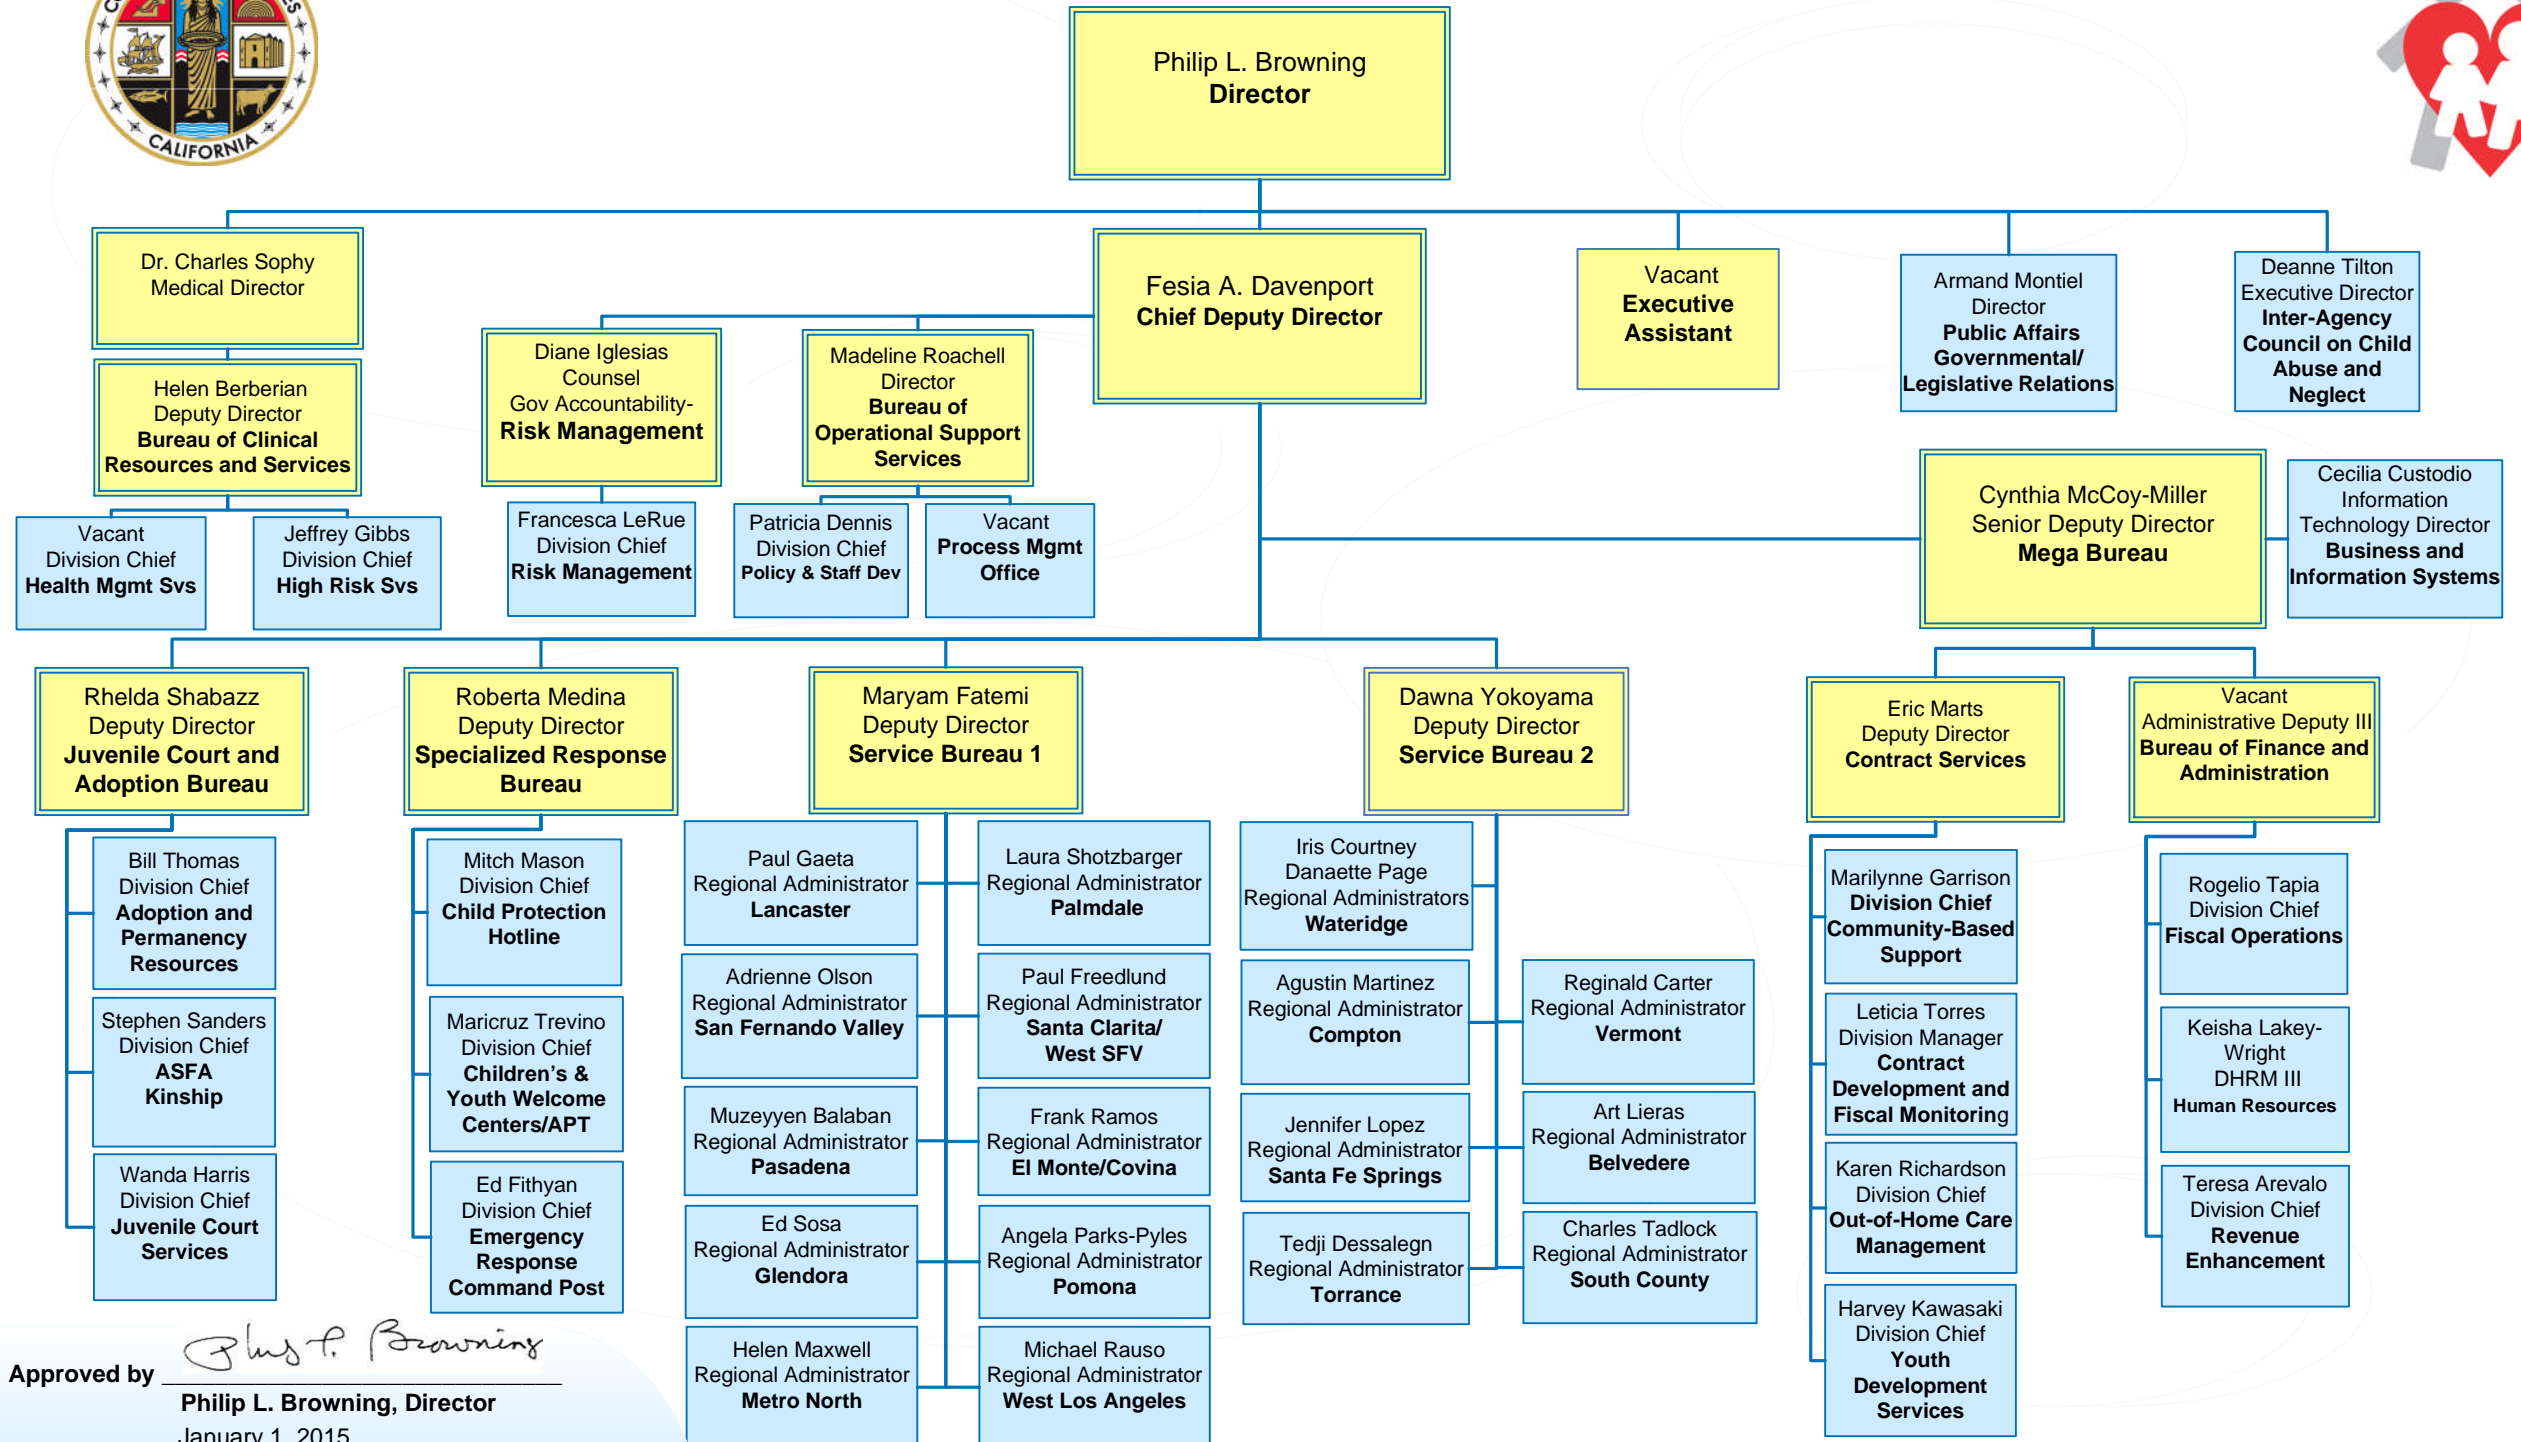 CALIFORNIA
Philip L. Browning
Director
Dr. Charles Sophy
Medical Director
Fesia A. Davenport
Chief Deputy Director
Vacant
Executive
Assistant
Armand Montiel
Director
Public Affairs
Governmental/
Legislative Relations
Deanne Tilton
Executive Director
Inter-Agency
Council on Child
Abuse and
Neglect
Helen Berberian
Deputy Director
Bureau of Clinical
Resources and Services
Diane Iglesias
Counsel
Gov Accountability-
Risk Management
Madeline Roachell
Director
Bureau of
Operational Support
Services
Vacant
Division Chief
Health Mgmt Svs
Jeffrey Gibbs
Division Chief
High Risk Svs
Francesca LeRue
Division Chief
Risk Management
Patricia Dennis
Division Chief
Policy & Staff Dev
Vacant
Process Mgmt
Office
Cynthia McCoy-Miller
Senior Deputy Director
Mega Bureau
Cecilia Custodio
Information
Technology Director
Business and
Information Systems
Rhelda Shabazz
Deputy Director
Juvenile Court and
Adoption Bureau
Roberta Medina
Deputy Director
Specialized Response
Bureau
Maryam Fatemi
Deputy Director
Service Bureau 1
Dawna Yokoyama
Deputy Director
Service Bureau 2
Eric Marts
Deputy Director
Contract Services
Vacant
Administrative Deputy III
Bureau of Finance and
Administration
Bill Thomas
Division Chief
Adoption and
Permanency
Resources
Stephen Sanders
Division Chief
ASFA
Kinship
Wanda Harris
Division Chief
Juvenile Court
Services
Mitch Mason
Division Chief
Child Protection
Hotline
Maricruz Trevino
Division Chief
Children’s &
Youth Welcome
Centers/APT
Ed Fithyan
Division Chief
Emergency
Response
Command Post
Paul Gaeta
Regional Administrator
Lancaster
Laura Shotzbarger
Regional Administrator
Palmdale
Adrienne Olson
Regional Administrator
San Fernando Valley
Paul Freedlund
Regional Administrator
Santa Clarita/
West SFV
Muzeyyen Balaban
Regional Administrator
Pasadena
Frank Ramos
Regional Administrator
El Monte/Covina
Ed Sosa
Regional Administrator
Glendora
Angela Parks-Pyles
Regional Administrator
Pomona
Helen Maxwell
Regional Administrator
Metro North
Michael Rauso
Regional Administrator
West Los Angeles
Iris Courtney
Danaette Page
Regional Administrators
Wateridge
Agustin Martinez
Regional Administrator
Compton
Reginald Carter
Regional Administrator
Vermont
Jennifer Lopez
Regional Administrator
Santa Fe Springs
Art Lieras
Regional Administrator
Belvedere
Tedji Dessalegn
Regional Administrator
Torrance
Charles Tadlock
Regional Administrator
South County
Marilynne Garrison
Division Chief
Community-Based
Support
Leticia Torres
Division Manager
Contract
Development and
Fiscal Monitoring
Karen Richardson
Division Chief
Out-of-Home Care
Management
Harvey Kawasaki
Division Chief
Youth
Development
Services
Rogelio Tapia
Division Chief
Fiscal Operations
Keisha Lakey-
Wright
DHRM III
Human Resources
Teresa Arevalo
Division Chief
Revenue
Enhancement
Approved by
Philip L. Browning, Director
January 1, 2015